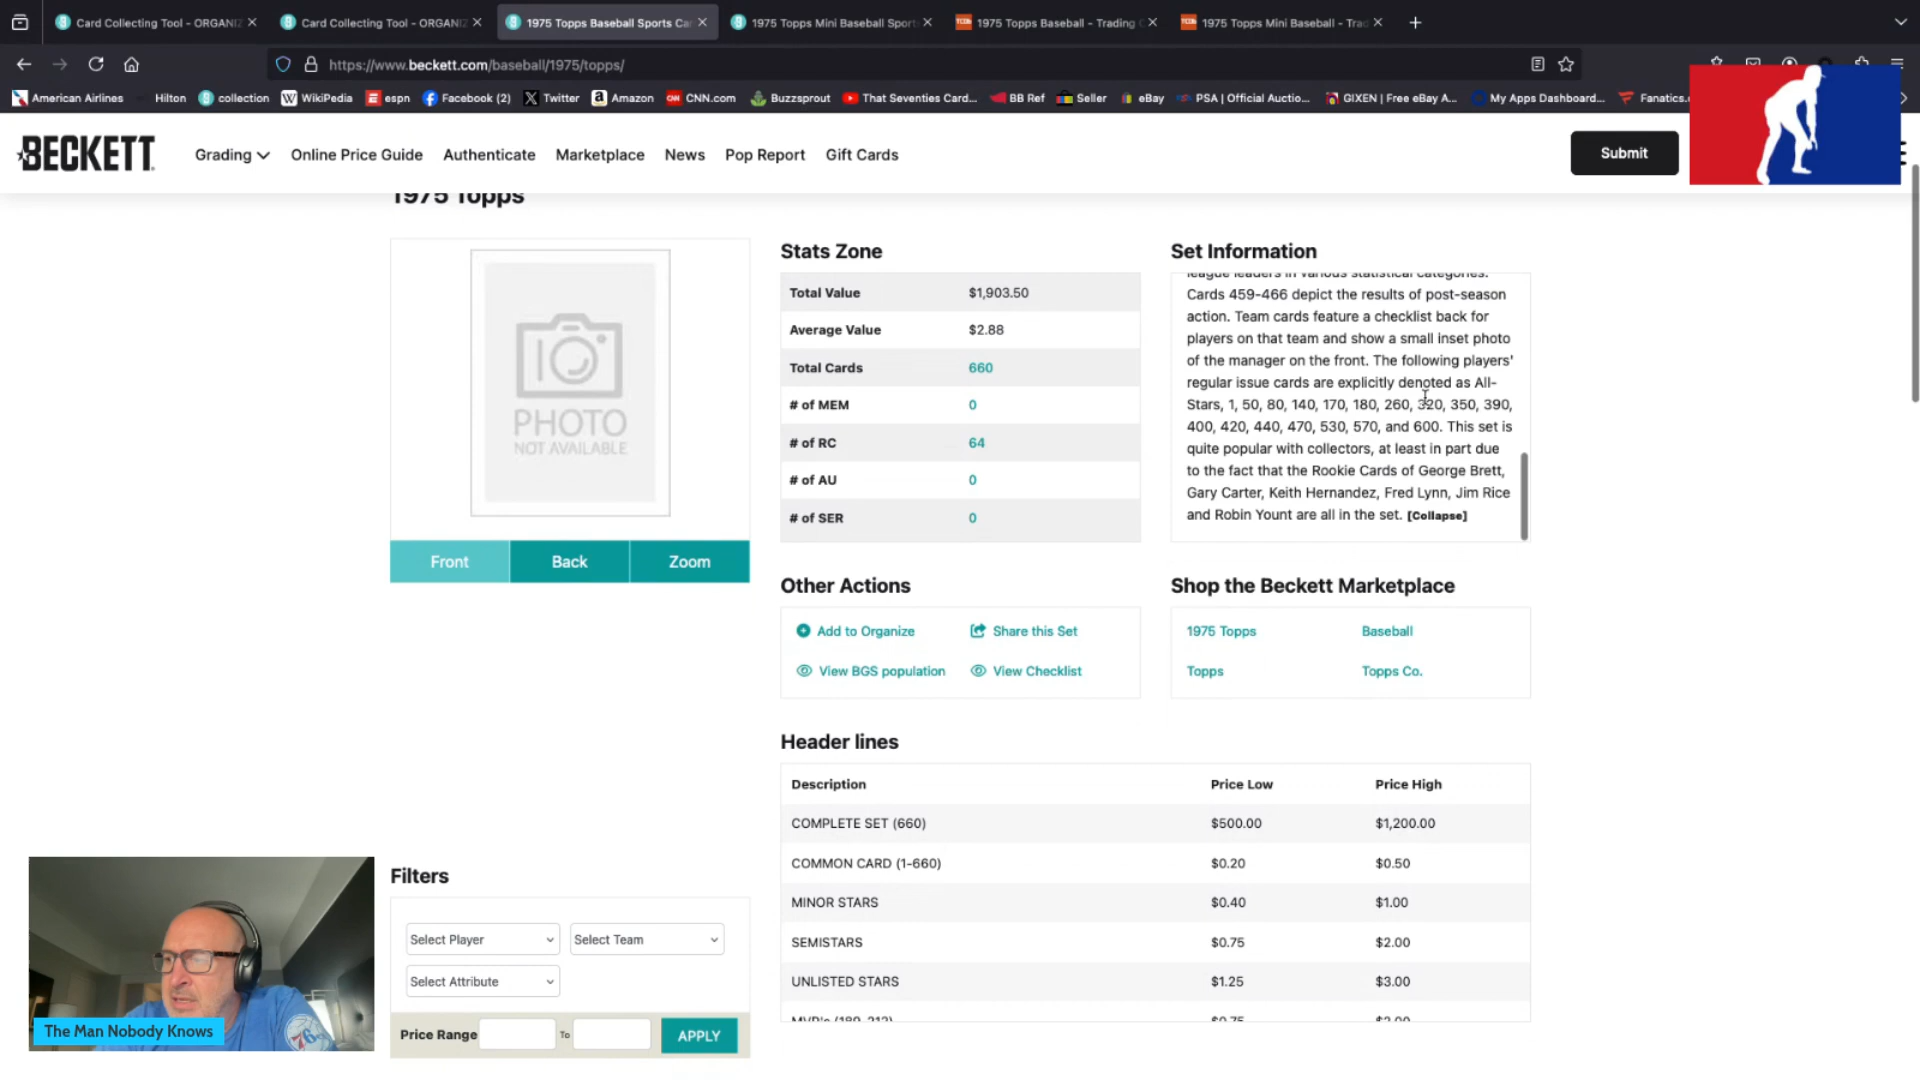 Card Collecting Tool - ORGANIZ
Card Collecting Tool - ORGANIZ
1975 Topps Baseball Sports Car
1975 Topps Mini Baseball Sport
1975 Topps Baseball - Trading C
1975 Topps Mini Baseball - Trad
https://www.beckett.com/baseball/1975/topps/
American Airlines
Hilton
collection
WikiPedia
espn
Facebook (2)
Twitter
Amazon
CNN.com
Buzzsprout
That Seventies Card...
BB Ref
Seller
eBay
PSA | Official Auctio...
GIXEN | Free eBay A...
My Apps Dashboard...
Fanatics.
BECKETT
Grading
Online Price Guide
Authenticate
Marketplace
News
Pop Report
Gift Cards
Submit
1975 Topps
PHOTO
NOT AVAILABLE
Front
Back
Zoom
Stats Zone
Total Value $1,903.50
Average Value $2.88
Total Cards 660
# of MEM 0
# of RC 64
# of AU 0
# of SER 0
Set Information
league leaders in various statistical categories.
Cards 459-466 depict the results of post-season
action. Team cards feature a checklist back for
players on that team and show a small inset photo
of the manager on the front. The following players'
regular issue cards are explicitly denoted as All-
Stars, 1, 50, 80, 140, 170, 180, 260, 320, 350, 390,
400, 420, 440, 470, 530, 570, and 600. This set is
quite popular with collectors, at least in part due
to the fact that the Rookie Cards of George Brett,
Gary Carter, Keith Hernandez, Fred Lynn, Jim Rice
and Robin Yount are all in the set. [Collapse]
Other Actions
Add to Organize
Share this Set
View BGS population
View Checklist
Shop the Beckett Marketplace
1975 Topps
Baseball
Topps
Topps Co.
Header lines
Description Price Low Price High
COMPLETE SET (660) $500.00 $1,200.00
COMMON CARD (1-660) $0.20 $0.50
MINOR STARS $0.40 $1.00
SEMISTARS $0.75 $2.00
UNLISTED STARS $1.25 $3.00
MVP's (189-212) $0.75 $2.00
Filters
Select Player
Select Team
Select Attribute
Price Range
To
APPLY
The Man Nobody Knows